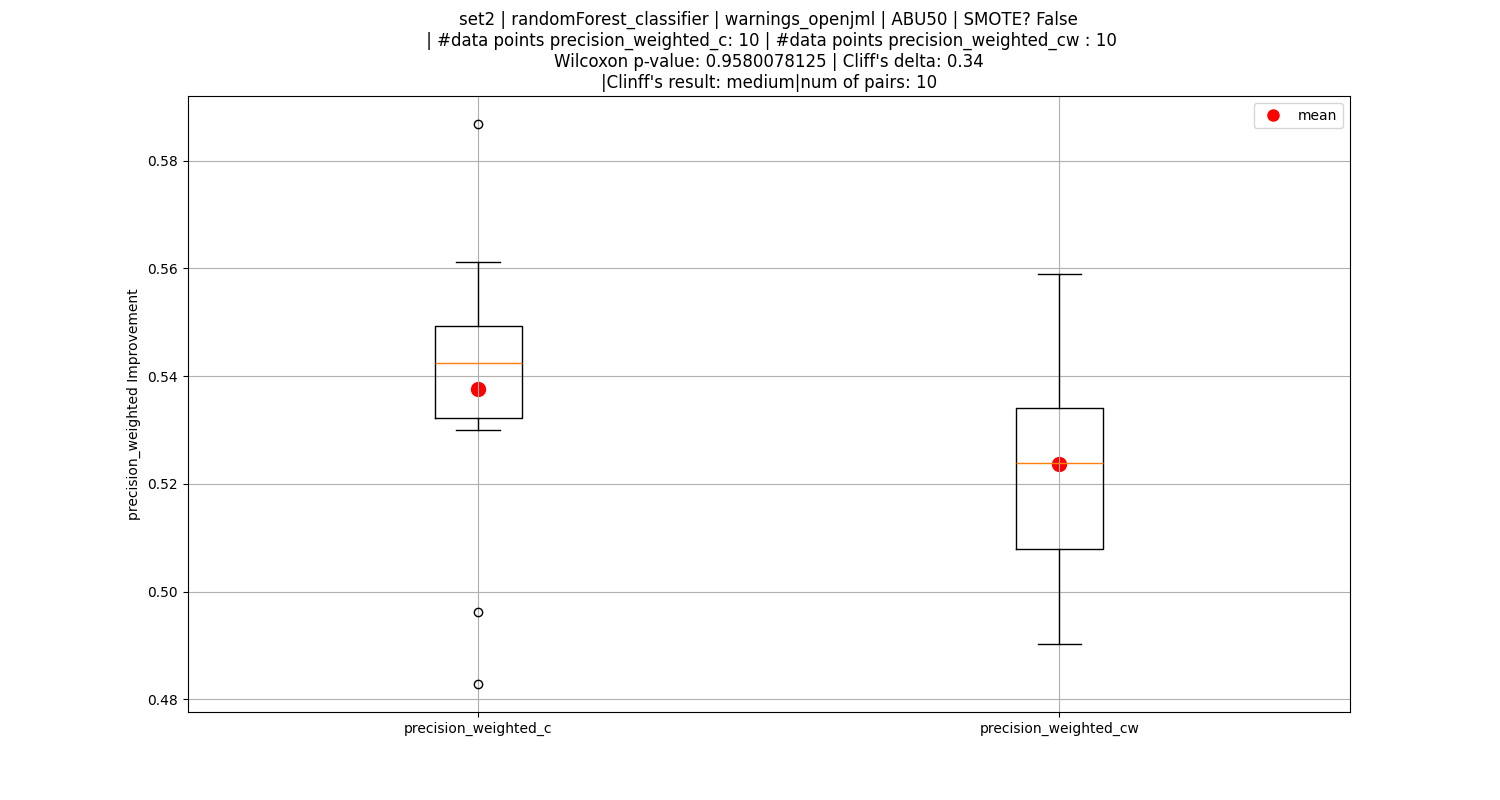 set2 | randomForest_classifier | warnings_openjml | ABU50 | SMOTE? False
| #data points precision_weighted_c: 10 | #data points precision_weighted_cw : 10
Wilcoxon p-value: 0.9580078125 | Cliff's delta: 0.34
|Clinff's result: medium|num of pairs: 10
mean
precision_weighted Improvement
0.58
0.56
0.54
0.52
0.50
0.48
precision_weighted_c
precision_weighted_cw